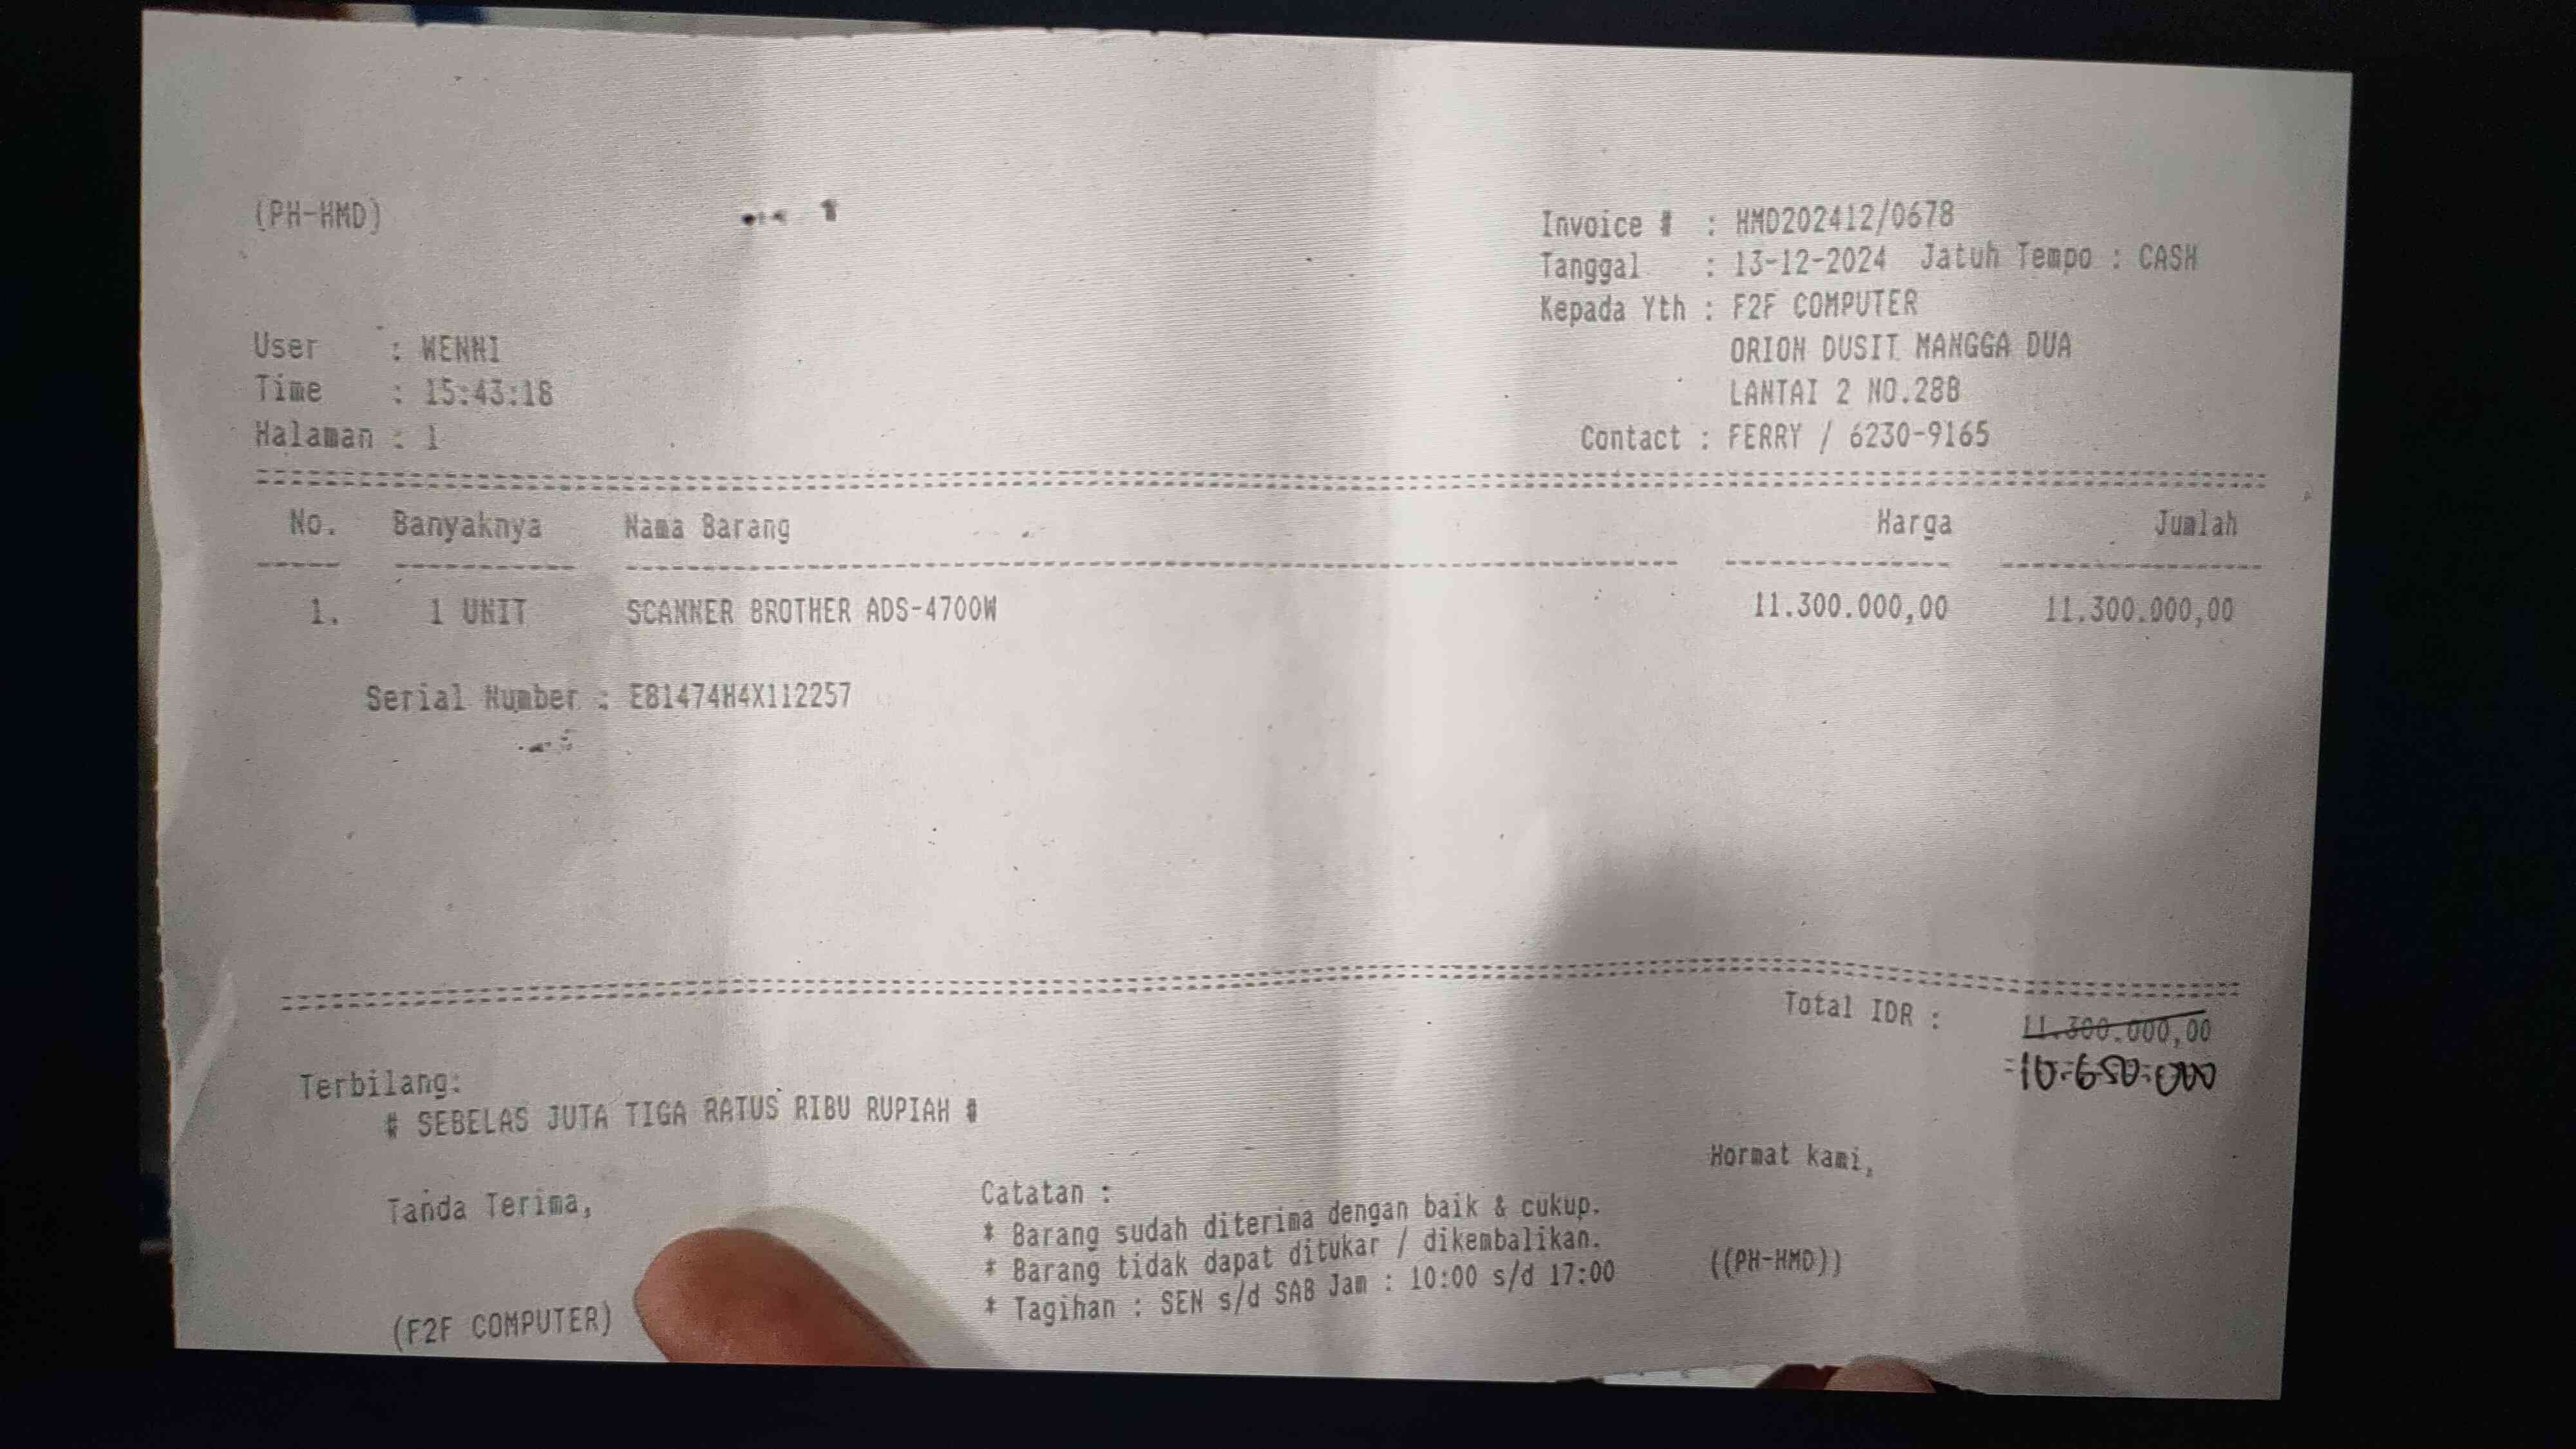 (PH-HMD)
Invoice # : HMD202412/0678
Tanggal : 13-12-2024 Jatuh Tempo : CASH
Kepada Yth : F2F COMPUTER
User : WENNI
ORION DUSIT MANGGA DUA
Time : 15:43:18
LANTAI 2 NO.28B
Halaman : 1
Contact : FERRY / 6230-9165
No. Banyaknya Nama Barang Harga Jumlah
1. 1 UNIT SCANNER BROTHER ADS-4700W 11.300.000,00 11.300.000,00
Serial Number : E81474H4X112257
Total IDR : 11.300.000,00
10.650.000
Terbilang:
# SEBELAS JUTA TIGA RATUS RIBU RUPIAH #
Hormat kami,
Tanda Terima,
Catatan :
* Barang sudah diterima dengan baik & cukup.
* Barang tidak dapat ditukar / dikembalikan.
* Tagihan : SEN s/d SAB Jam : 10:00 s/d 17:00
((PH-HMD))
(F2F COMPUTER)